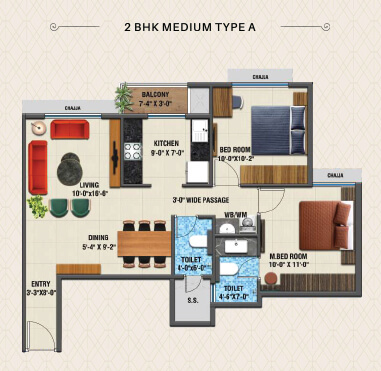 2 BHK MEDIUM TYPE A
CHAJJA
BALCONY
7'-4" X 3'-0"
CHAJJA
KITCHEN
9'-0" X 7'-0"
BED ROOM
10'-0"X10'-2"
CHAJJA
LIVING
10'-0"x16'-6"
3'-0" WIDE PASSAGE
WB/WM
DINING
5'-4" X 9'-2"
TOILET
4'-0"x6'-0"
M.BED ROOM
10'-0" X 11'-0"
ENTRY
3'-3"X8'-0"
S.S.
TOILET
4'-6"X7'-0"